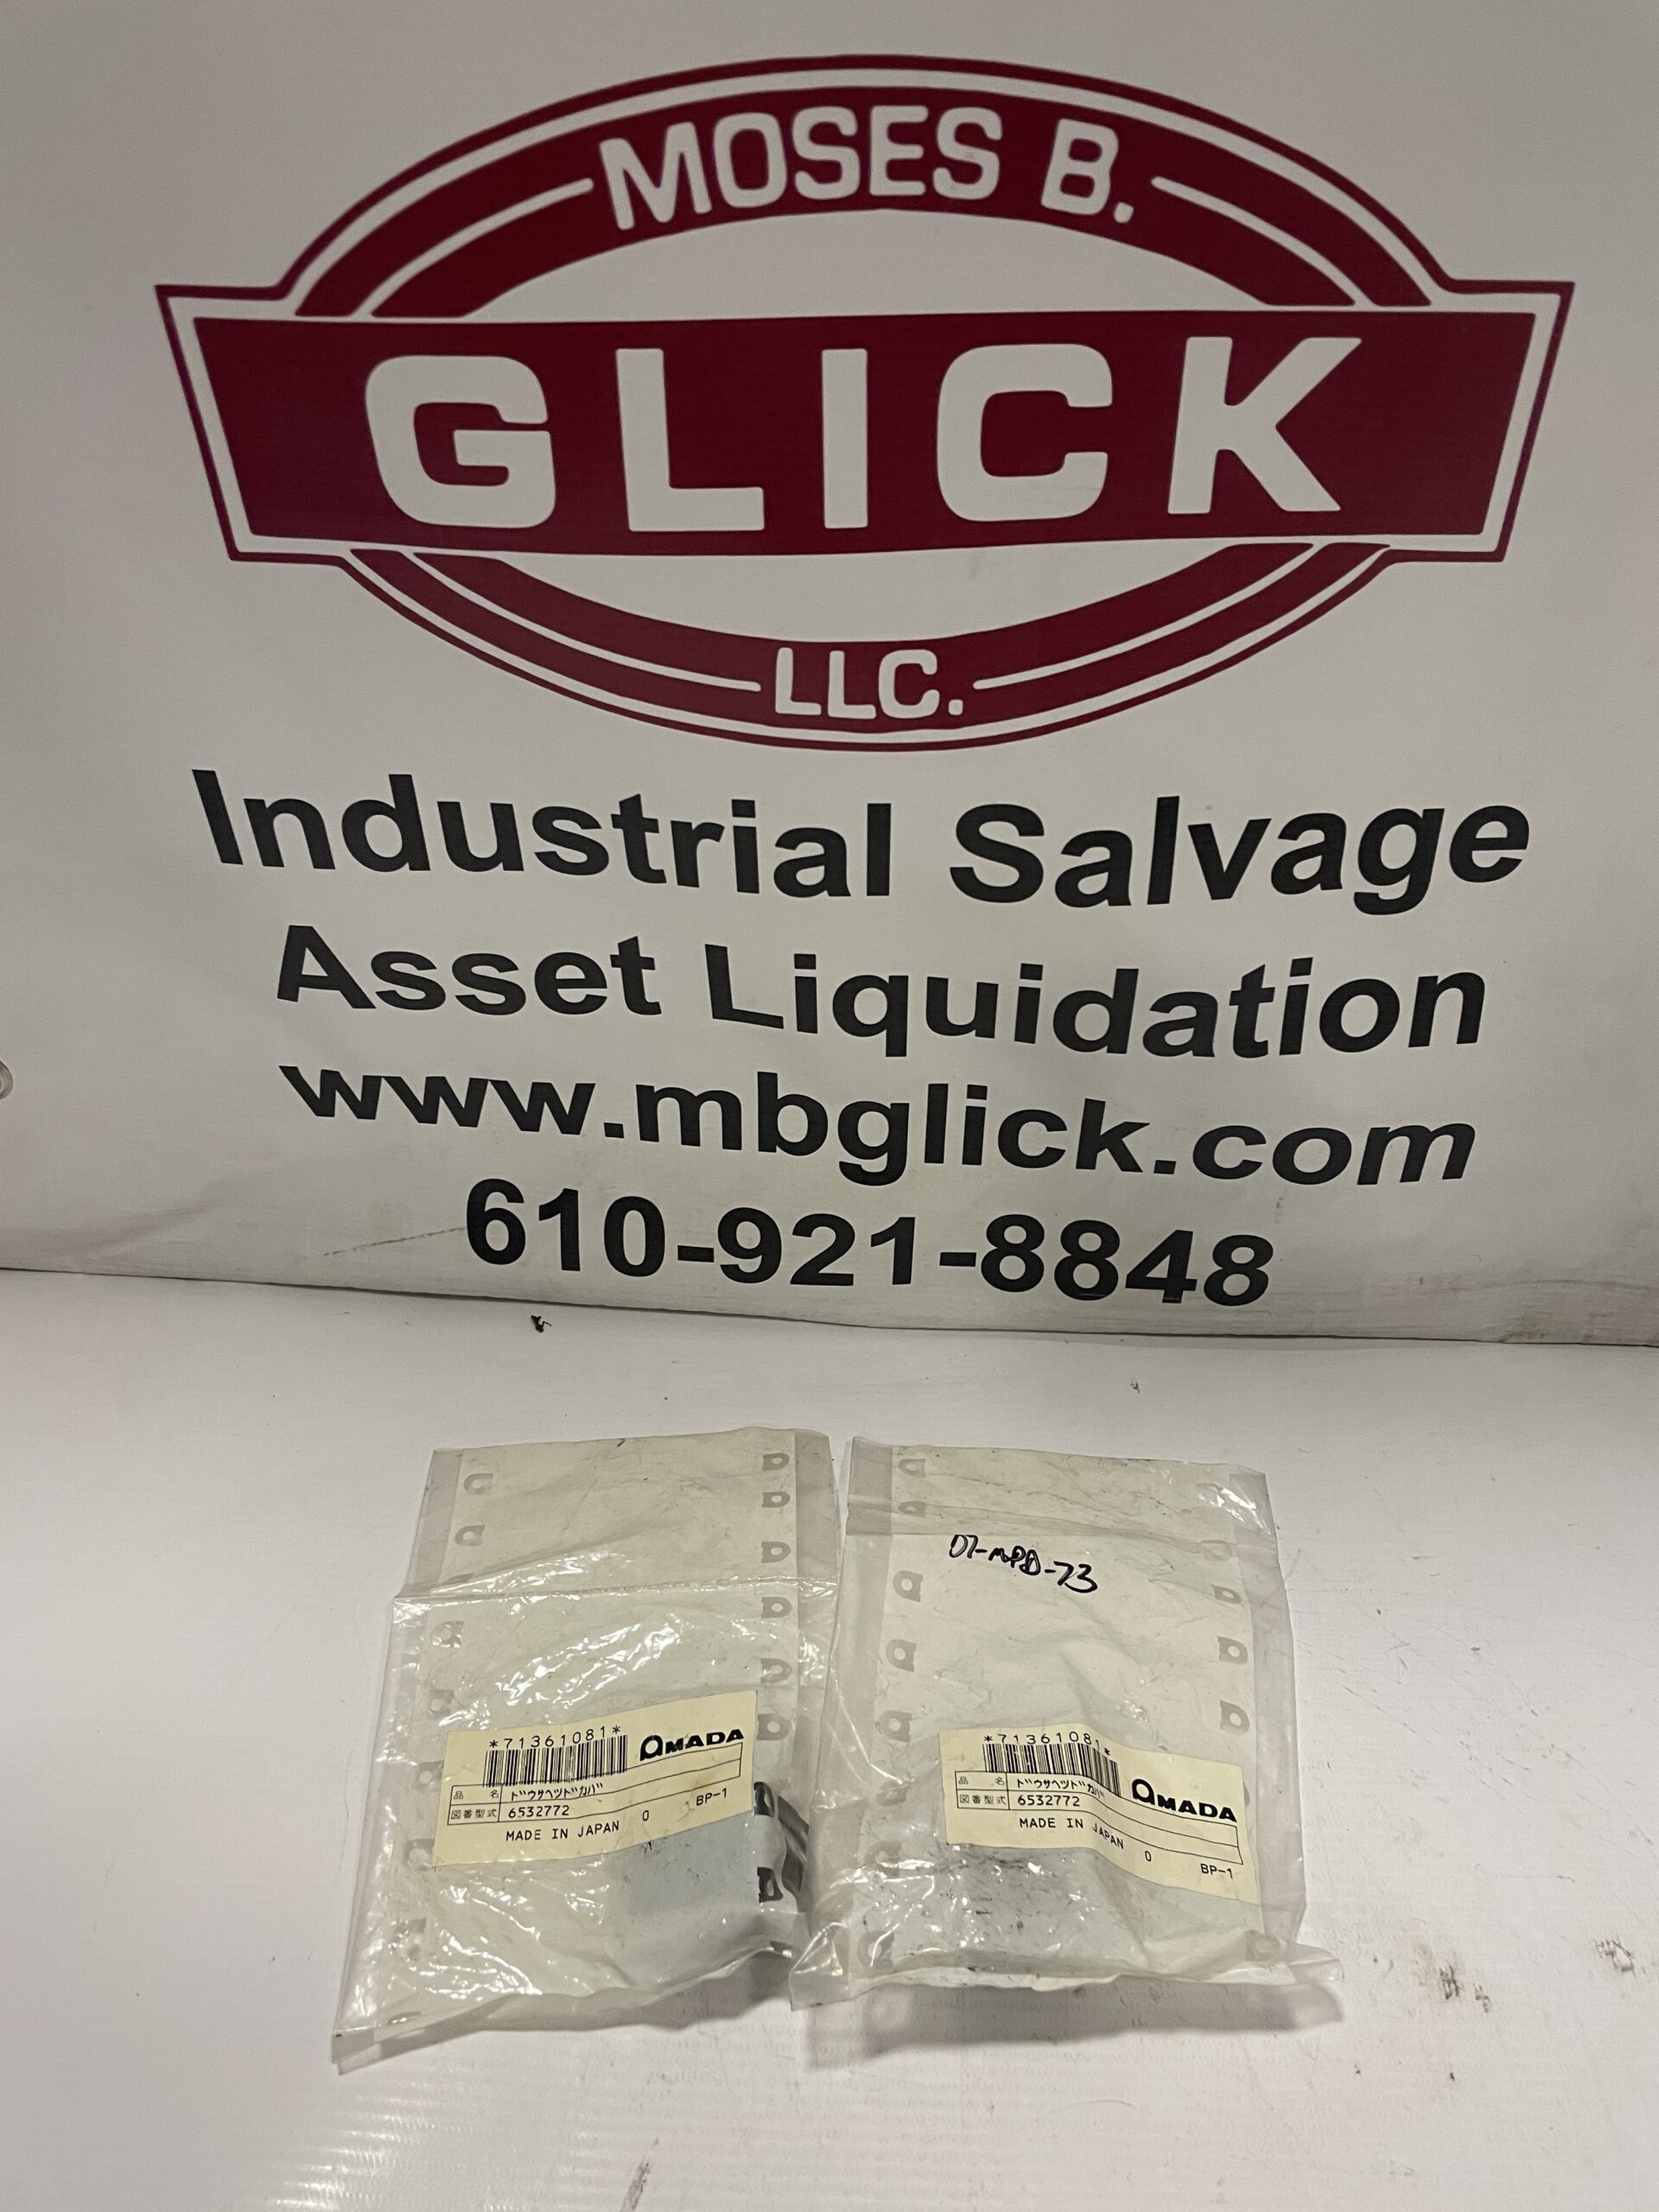 MOSES B.
GLICK
LLC.
Industrial Salvage
Asset Liquidation
www.mbglick.com
610-921-8848
*71361081*
AMADA
品 名 ドウサヘツドカバ
図番型式 6532772
MADE IN JAPAN 0 BP-1
07-MPD-73
*71361081*
AMADA
品 名 ドウサヘツドカバ
図番型式 6532772
MADE IN JAPAN 0 BP-1